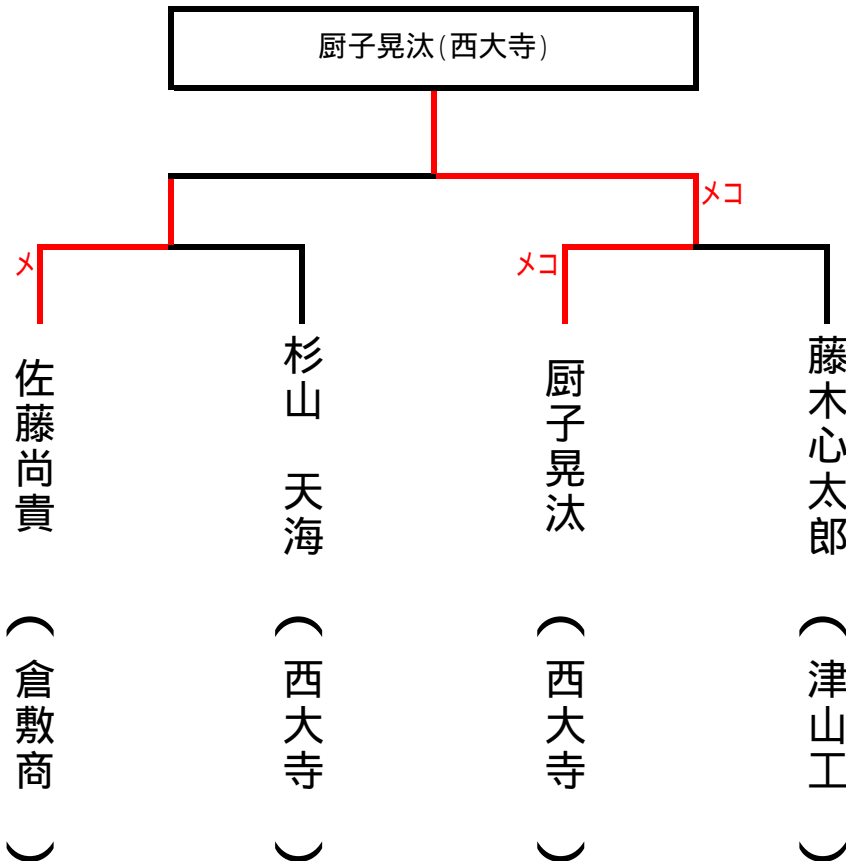 厨子晃汰(西大寺)
メコ
メ
メコ
佐藤尚貴(倉敷商)
杉山 天海(西大寺)
厨子晃汰(西大寺)
藤木心太郎(津山工)